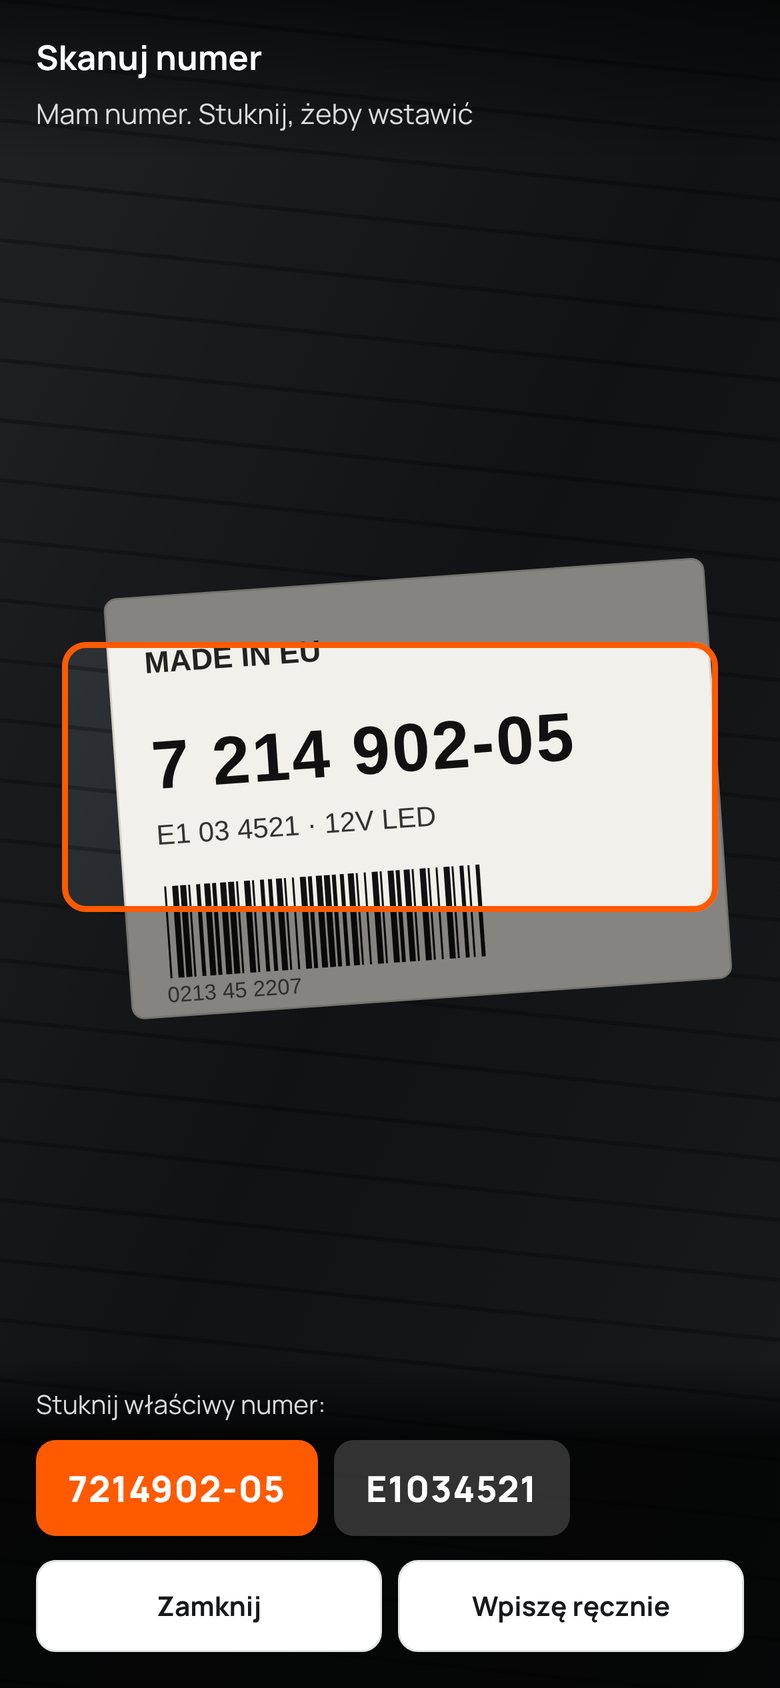 Skanuj numer
Mam numer. Stuknij, żeby wstawić
MADE IN EU
7 214 902-05
E1 03 4521 · 12V LED
0213 45 2207
Stuknij właściwy numer:
7214902-05 E1034521
Zamknij Wpiszę ręcznie